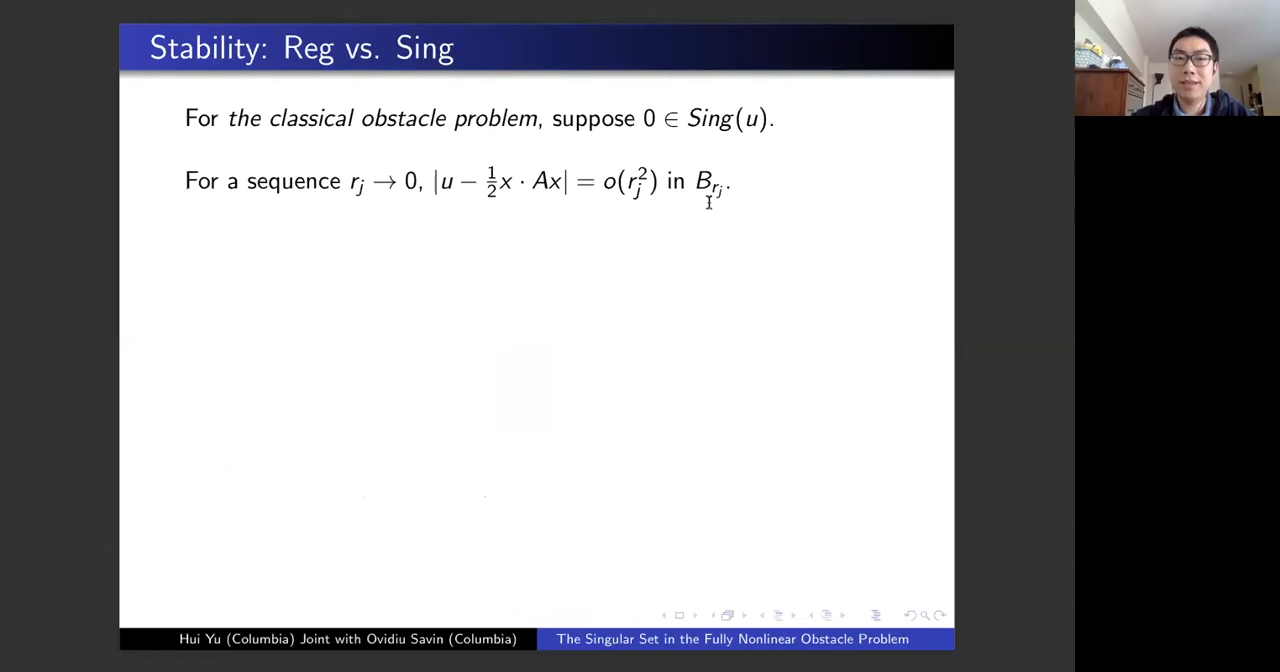 Stability: Reg vs. Sing
For the classical obstacle problem, suppose 0 ∈ Sing(u).
For a sequence r_j → 0, |u − ½x · Ax| = o(r_j²) in B_{r_j}.
Hui Yu (Columbia) Joint with Ovidiu Savin (Columbia)
The Singular Set in the Fully Nonlinear Obstacle Problem